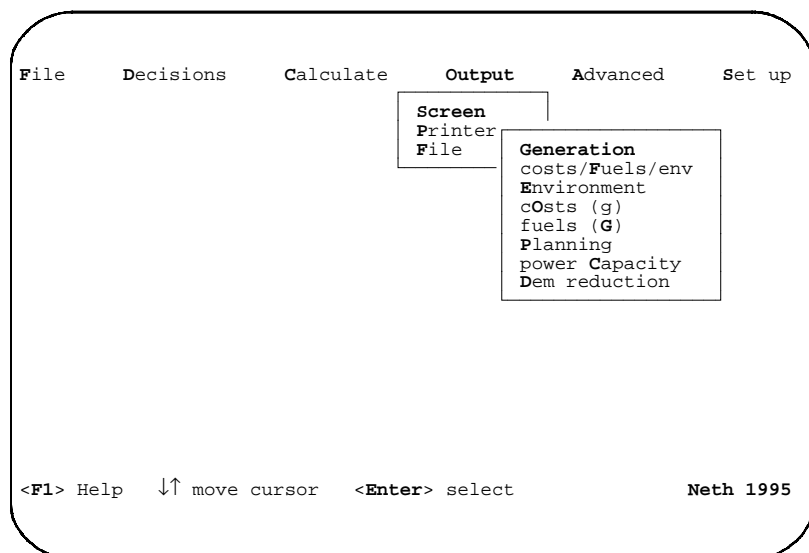 File Decisions Calculate Output Advanced Set up
Screen
Printer
File
Generation
costs/Fuels/env
Environment
cOsts (g)
fuels (G)
Planning
power Capacity
Dem reduction
<F1> Help ↓↑ move cursor <Enter> select Neth 1995